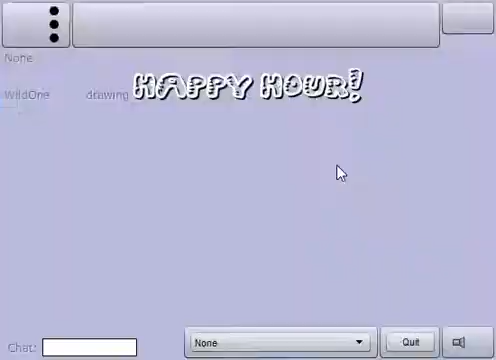 None
HAPPY HOUR!
WildOne drawing
Chat: None Quit